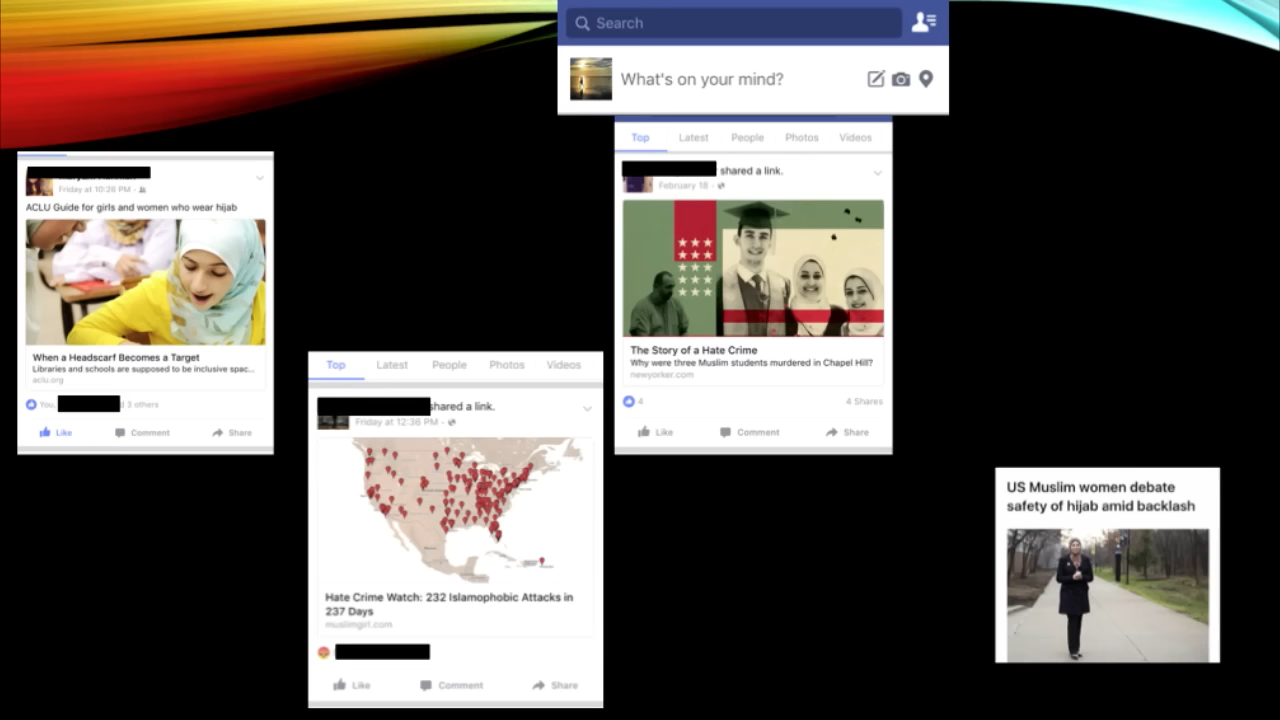 Search
What's on your mind?
Friday at 10:26 PM
ACLU Guide for girls and women who wear hijab
When a Headscarf Becomes a Target
Libraries and schools are supposed to be inclusive spac...
aclu.org
You, d 3 others
Like Comment Share
Top Latest People Photos Videos
shared a link.
Friday at 12:36 PM
Hate Crime Watch: 232 Islamophobic Attacks in
237 Days
muslimgirl.com
Like Comment Share
Top Latest People Photos Videos
shared a link.
February 18
The Story of a Hate Crime
Why were three Muslim students murdered in Chapel Hill?
newyorker.com
4 4 Shares
Like Comment Share
US Muslim women debate
safety of hijab amid backlash